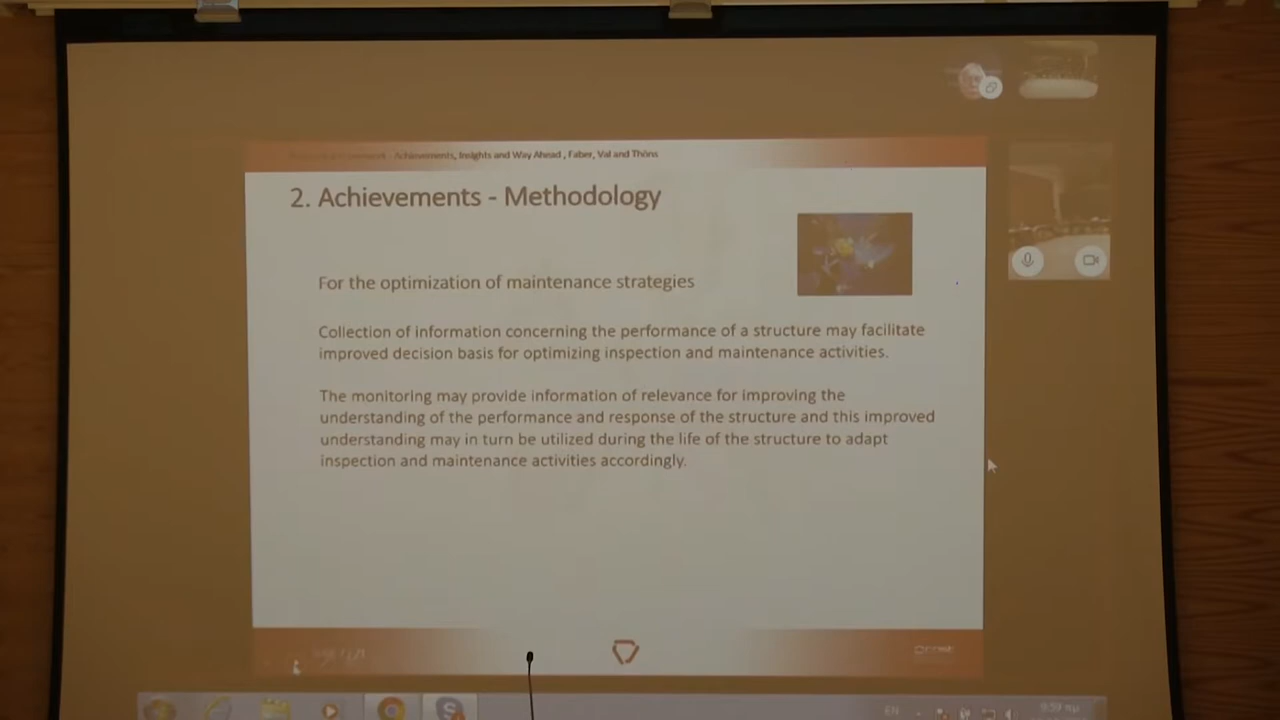 Achievements, Insights and Way Ahead , Faber, Val and Thöns
2. Achievements - Methodology
For the optimization of maintenance strategies
Collection of information concerning the performance of a structure may facilitate
improved decision basis for optimizing inspection and maintenance activities.
The monitoring may provide information of relevance for improving the
understanding of the performance and response of the structure and this improved
understanding may in turn be utilized during the life of the structure to adapt
inspection and maintenance activities accordingly.
EN
9:59 πμ